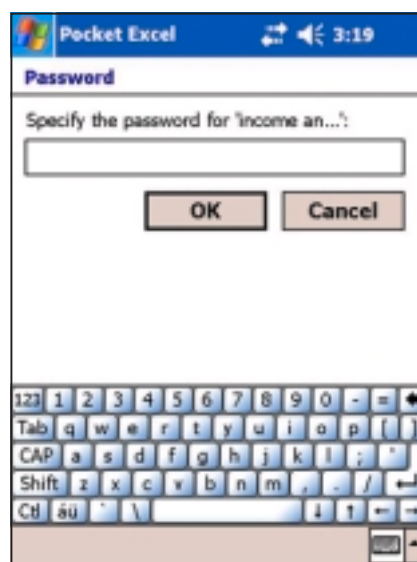 Pocket Excel 3:19
Password
Specify the password for 'income an...':
OK Cancel
123 1 2 3 4 5 6 7 8 9 0 - =
Tab q w e r t y u i o p [ ]
CAP a s d f g h j k l ; '
Shift z x c v b n m , . /
Ctl áü ` \